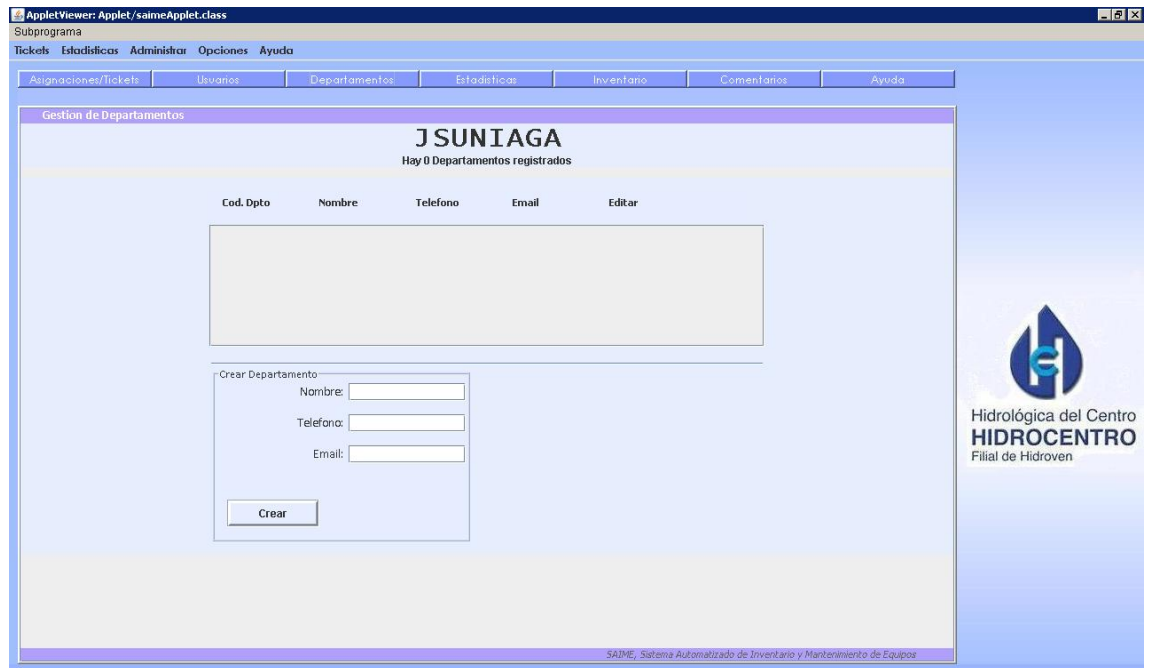 AppletViewer: Applet/saimeApplet.class
Subprograma
Tickets Estadisticas Administrar Opciones Ayuda
Asignaciones/Tickets Usuarios Departamentos Estadisticas Inventario Comentarios Ayuda
Gestion de Departamentos
JSUNIAGA
Hay 0 Departamentos registrados
Cod. Dpto Nombre Telefono Email Editar
Crear Departamento
Nombre:
Telefono:
Email:
Crear
Hidrológica del Centro
HIDROCENTRO
Filial de Hidroven
SAIME, Sistema Automatizado de Inventario y Mantenimiento de Equipos